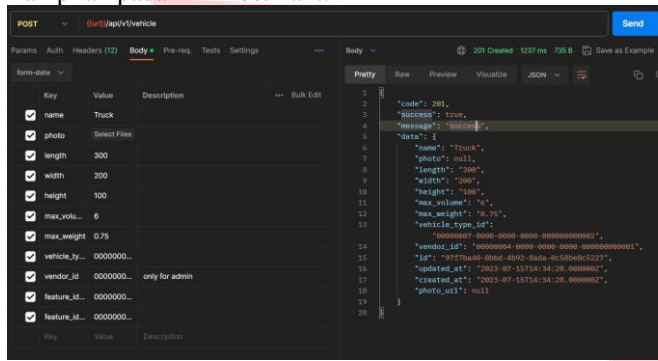 POST {{url}}/api/v1/vehicle Send
Params Auth Headers (12) Body Pre-req. Tests Settings
Body 201 Created 1237 ms 735 B Save as Example
form-data
Pretty Raw Preview Visualize JSON
Key Value Description Bulk Edit
name Truck
photo Select Files
length 300
width 200
height 100
max_volu... 6
max_weight 0.75
vehicle_ty... 0000000...
vendor_id 0000000... only for admin
feature_id... 0000000...
feature_id... 0000000...
Key Value Description
1 {
2 "code": 201,
3 "success": true,
4 "message": "success",
5 "data": {
6 "name": "Truck",
7 "photo": null,
8 "length": "300",
9 "width": "200",
10 "height": "100",
11 "max_volume": "6",
12 "max_weight": "0.75",
13 "vehicle_type_id":
"00000007-0000-0000-0000-000000000002",
14 "vendor_id": "00000004-0000-0000-0000-000000000001",
15 "id":
16 "updated_at": "2023-07-15T14:34:28.000000Z",
17 "created_at": "2023-07-15T14:34:28.000000Z",
18 "photo_url": null
19 }
20 }